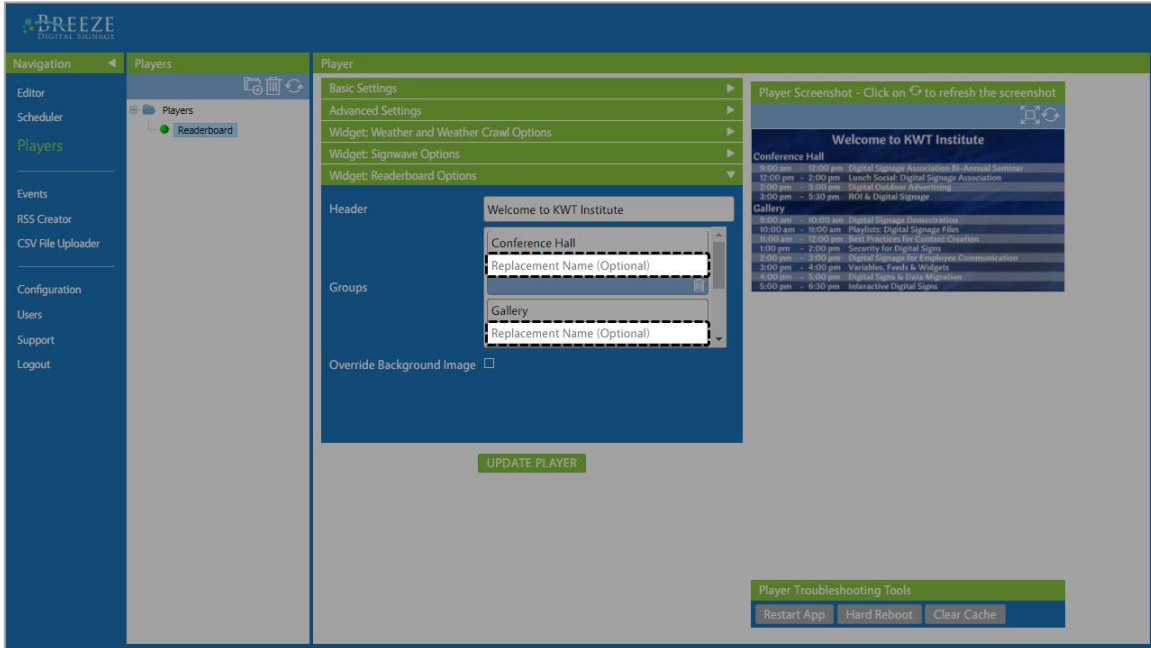 BREEZE
DIGITAL SIGNAGE
Navigation
Editor
Scheduler
Players
Events
RSS Creator
CSV File Uploader
Configuration
Users
Support
Logout
Players
Players
Readerboard
Player
Basic Settings
Advanced Settings
Widget: Weather and Weather Crawl Options
Widget: Signwave Options
Widget: Readerboard Options
Header
Welcome to KWT Institute
Groups
Conference Hall
Replacement Name (Optional)
Gallery
Replacement Name (Optional)
Override Background Image
UPDATE PLAYER
Player Screenshot - Click on to refresh the screenshot
Welcome to KWT Institute
Conference Hall
9:00 am - 12:00 pm Digital Signage Association Bi-Annual Seminar
12:00 pm - 2:00 pm Lunch Social: Digital Signage Association
2:00 pm - 3:00 pm Digital Outdoor Advertising
3:00 pm - 5:30 pm ROI & Digital Signage
Gallery
9:00 am - 10:00 am Digital Signage Demostration
10:00 am - 11:00 am Playlists: Digital Signage Files
11:00 am - 12:00 pm Best Practices for Content Creation
1:00 pm - 2:00 pm Security for Digital Signs
2:00 pm - 3:00 pm Digital Signage for Employee Communication
3:00 pm - 4:00 pm Variables, Feeds & Widgets
4:00 pm - 5:00 pm Digital Signs & Data Migration
5:00 pm - 6:30 pm Interactive Digital Signs
Player Troubleshooting Tools
Restart App
Hard Reboot
Clear Cache